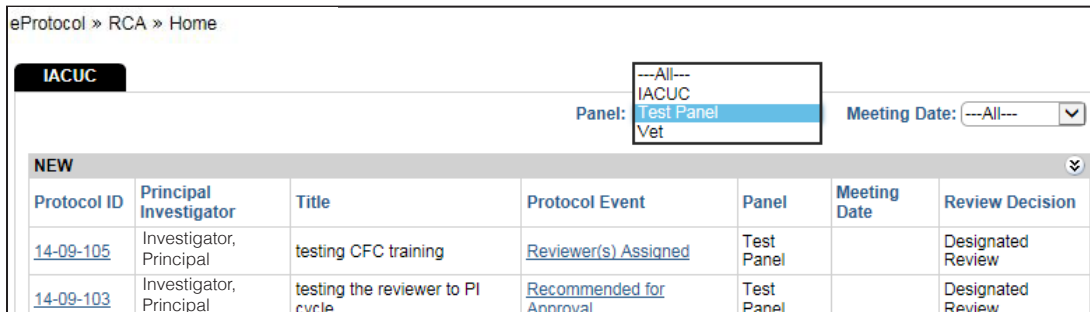 eProtocol » RCA » Home
IACUC
---All---
IACUC
Panel: Test Panel Meeting Date: ---All---
Vet
NEW
Protocol ID Principal Investigator Title Protocol Event Panel Meeting Date Review Decision
14-09-105 Investigator, Principal testing CFC training Reviewer(s) Assigned Test Panel Designated Review
14-09-103 Investigator, Principal testing the reviewer to PI cycle Recommended for Approval Test Panel Designated Review